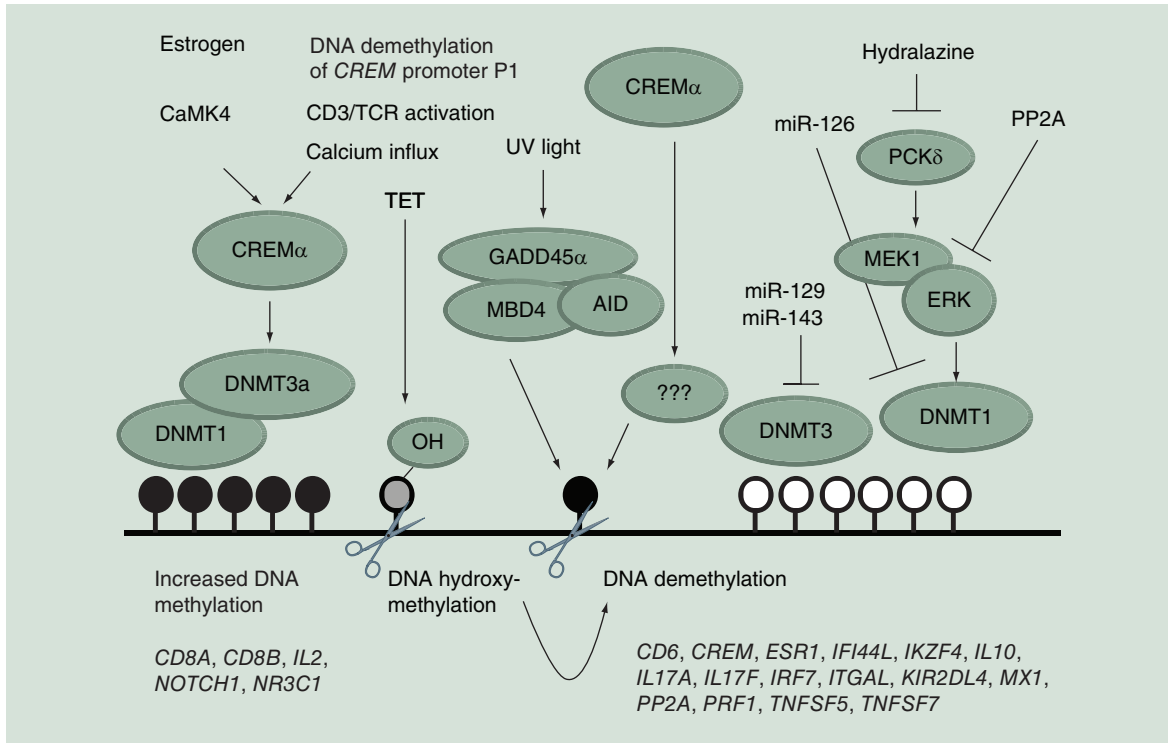 Estrogen
DNA demethylation
of CREM promoter P1
CaMK4
CD3/TCR activation
Calcium influx
CREMα
DNMT3a
DNMT1
TET
OH
UV light
GADD45α
MBD4
AID
CREMα
???
Hydralazine
miR-126
PP2A
PCKδ
MEK1
ERK
miR-129
miR-143
DNMT3
DNMT1
Increased DNA
methylation
DNA hydroxy-
methylation
DNA demethylation
CD8A, CD8B, IL2,
NOTCH1, NR3C1
CD6, CREM, ESR1, IFI44L, IKZF4, IL10,
IL17A, IL17F, IRF7, ITGAL, KIR2DL4, MX1,
PP2A, PRF1, TNFSF5, TNFSF7